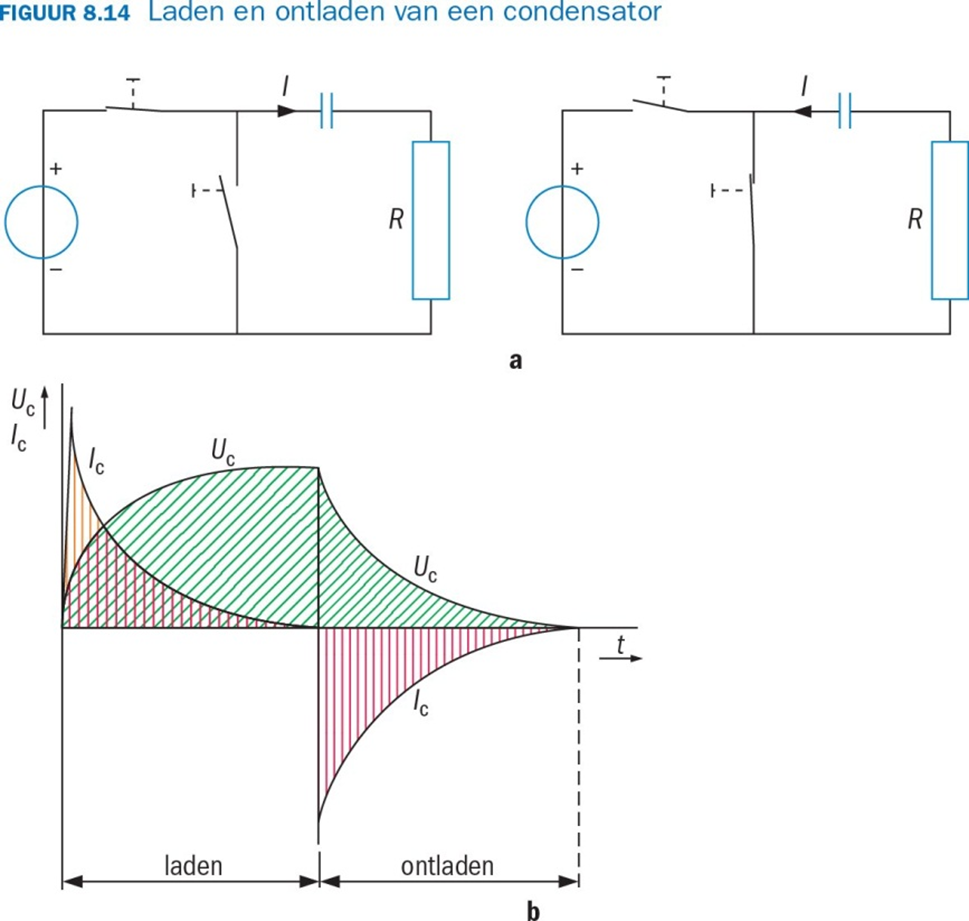 FIGUUR 8.14 Laden en ontladen van een condensator
I
I
+
+
R
R
−
−
a
Uc
Ic
Ic
Uc
Uc
t
Ic
laden
ontladen
b